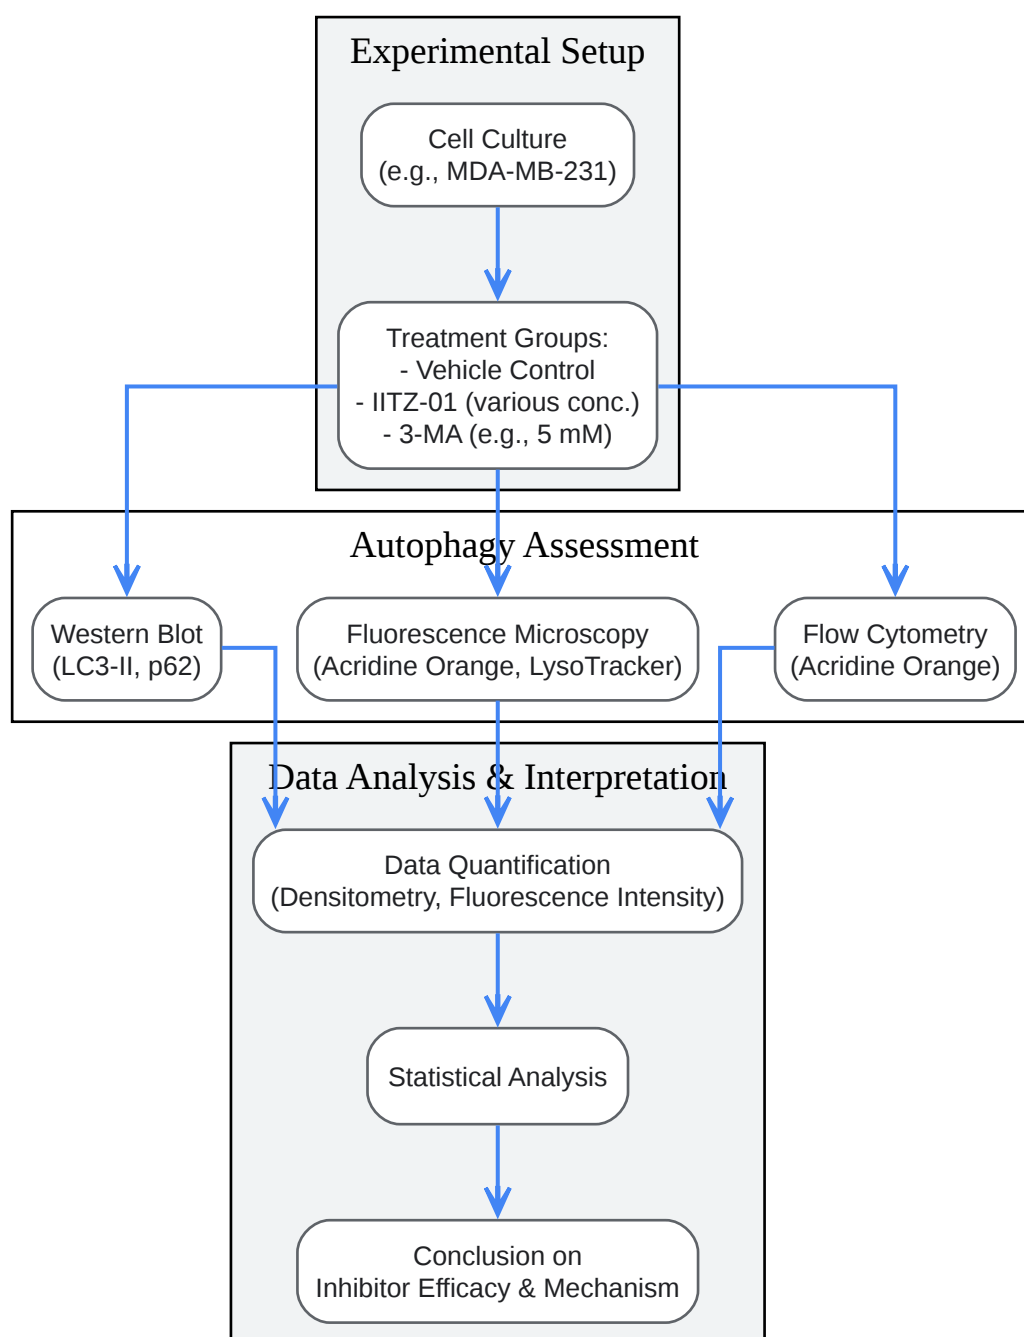 Experimental Setup
Cell Culture
(e.g., MDA-MB-231)
Treatment Groups:
- Vehicle Control
- IITZ-01 (various conc.)
- 3-MA (e.g., 5 mM)
Autophagy Assessment
Western Blot
(LC3-II, p62)
Fluorescence Microscopy
(Acridine Orange, LysoTracker)
Flow Cytometry
(Acridine Orange)
Data Analysis & Interpretation
Data Quantification
(Densitometry, Fluorescence Intensity)
Statistical Analysis
Conclusion on
Inhibitor Efficacy & Mechanism